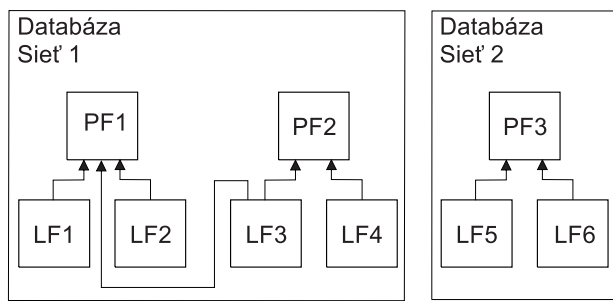 Databáza
Sieť 1
Databáza
Sieť 2
PF1
PF2
PF3
LF1
LF2
LF3
LF4
LF5
LF6